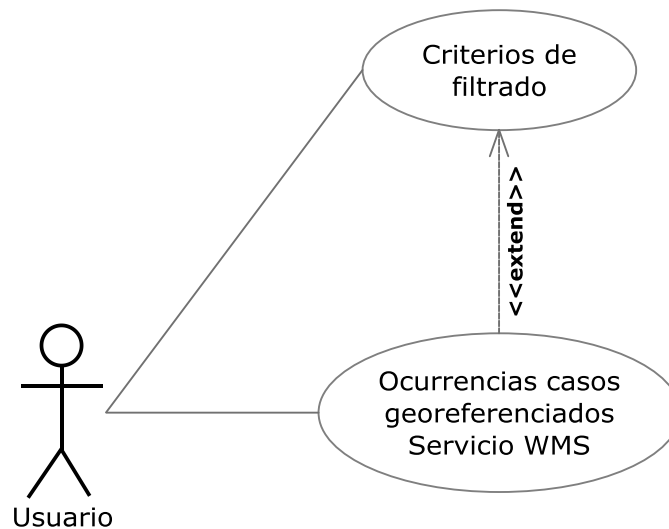 Criterios de
filtrado
<<extend>>
Ocurrencias casos
georeferenciados
Servicio WMS
Usuario